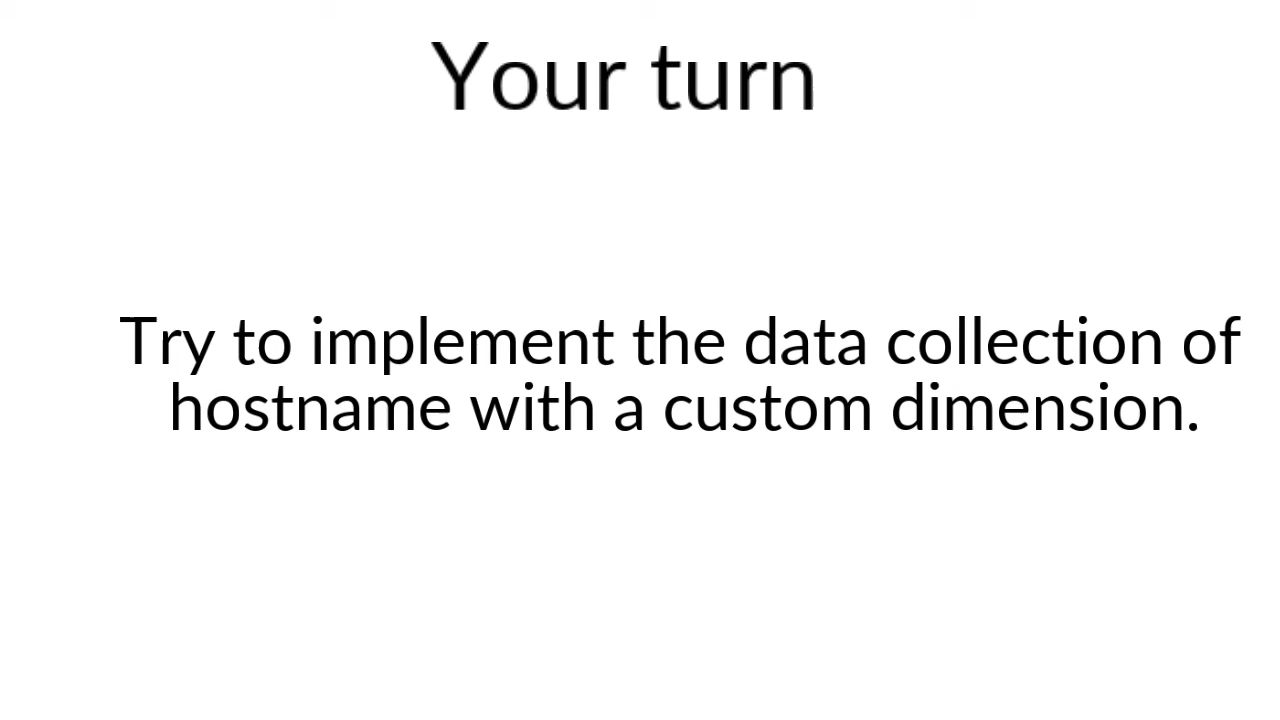 Your turn
Try to implement the data collection of
hostname with a custom dimension.